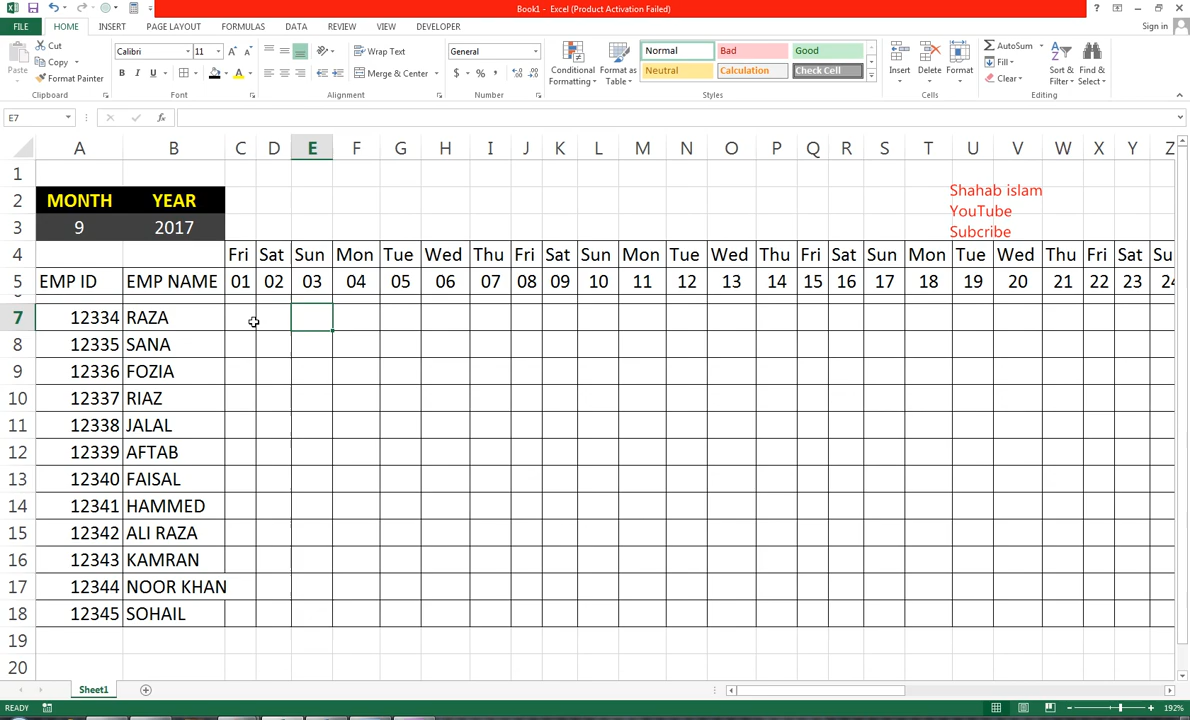 Book1 - Excel (Product Activation Failed)
Sign in
FILE HOME INSERT PAGE LAYOUT FORMULAS DATA REVIEW VIEW DEVELOPER
Paste
Cut
Copy
Format Painter
Clipboard
Calibri 11
B I U
Font
Wrap Text
Merge & Center
Alignment
General
$ % ,
Number
Conditional Formatting
Format as Table
Normal Bad Good
Neutral Calculation Check Cell
Styles
Insert Delete Format
Cells
AutoSum
Fill
Clear
Sort & Filter
Find & Select
Editing
E7
fx
A B C D E F G H I J K L M N O P Q R S T U V W X Y Z
1
2 MONTH YEAR
3 9 2017
Shahab islam
YouTube
Subcribe
4 Fri Sat Sun Mon Tue Wed Thu Fri Sat Sun Mon Tue Wed Thu Fri Sat Sun Mon Tue Wed Thu Fri Sat Su
5 EMP ID EMP NAME 01 02 03 04 05 06 07 08 09 10 11 12 13 14 15 16 17 18 19 20 21 22 23 24
7 12334 RAZA
8 12335 SANA
9 12336 FOZIA
10 12337 RIAZ
11 12338 JALAL
12 12339 AFTAB
13 12340 FAISAL
14 12341 HAMMED
15 12342 ALI RAZA
16 12343 KAMRAN
17 12344 NOOR KHAN
18 12345 SOHAIL
19
20
Sheet1
READY
192%